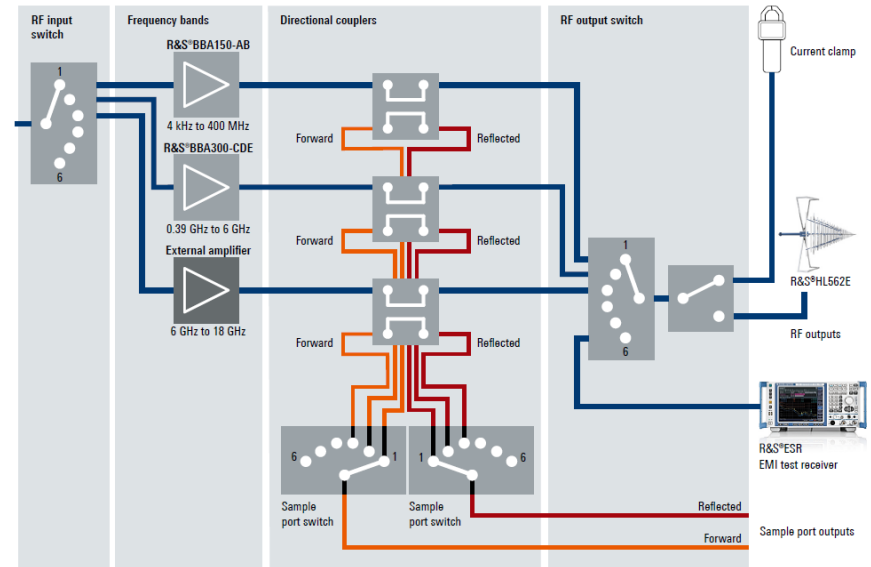 RF input
switch
Frequency bands
Directional couplers
RF output switch
R&S®BBA150-AB
4 kHz to 400 MHz
R&S®BBA300-CDE
0.39 GHz to 6 GHz
External amplifier
6 GHz to 18 GHz
1
6
Forward
Reflected
Forward
Reflected
Forward
Reflected
1
6
Current clamp
R&S®HL562E
RF outputs
R&S®ESR
EMI test receiver
6
1
1
6
Sample
port switch
Sample
port switch
Reflected
Forward
Sample port outputs